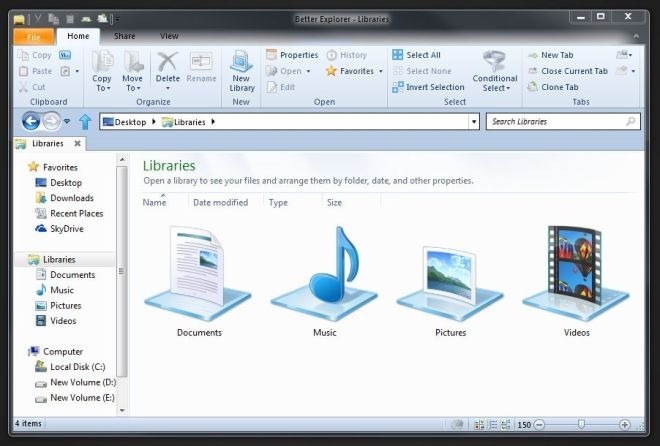 Better Explorer - Libraries
File Home Share View
Copy
Paste
Cut
Clipboard
Copy To
Move To
Delete
Rename
Organize
New Library
New
Properties
Open
Edit
History
Favorites
Open
Select All
Select None
Invert Selection
Conditional Select
Select
New Tab
Close Current Tab
Clone Tab
Tabs
Desktop Libraries
Search Libraries
Libraries
Favorites
Desktop
Downloads
Recent Places
SkyDrive
Libraries
Documents
Music
Pictures
Videos
Computer
Local Disk (C:)
New Volume (D:)
New Volume (E:)
Libraries
Open a library to see your files and arrange them by folder, date, and other properties.
Name Date modified Type Size
Documents Music Pictures Videos
4 items
150